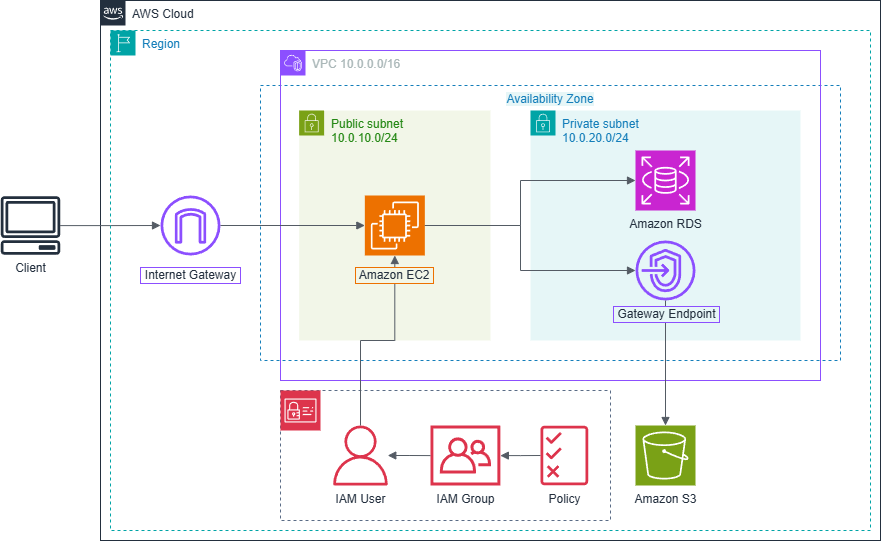 aws
AWS Cloud
Region
VPC 10.0.0.0/16
Availability Zone
Public subnet
10.0.10.0/24
Private subnet
10.0.20.0/24
Amazon RDS
Client
Internet Gateway
Amazon EC2
Gateway Endpoint
IAM User
IAM Group
Policy
Amazon S3